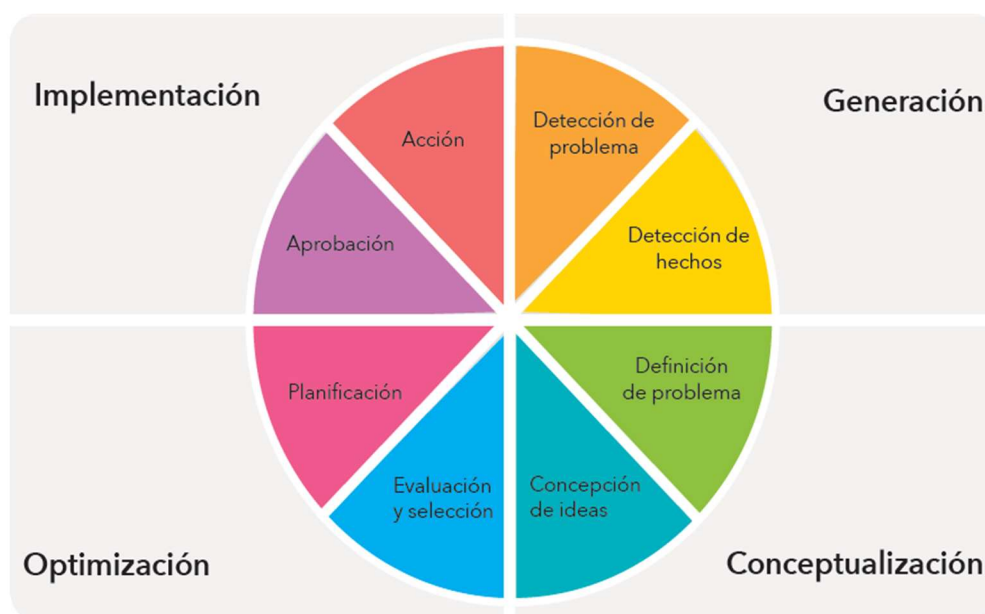 Implementación
Generación
Acción
Detección de
problema
Aprobación
Detección de
hechos
Planificación
Definición
de problema
Evaluación
y selección
Concepción
de ideas
Optimización
Conceptualización